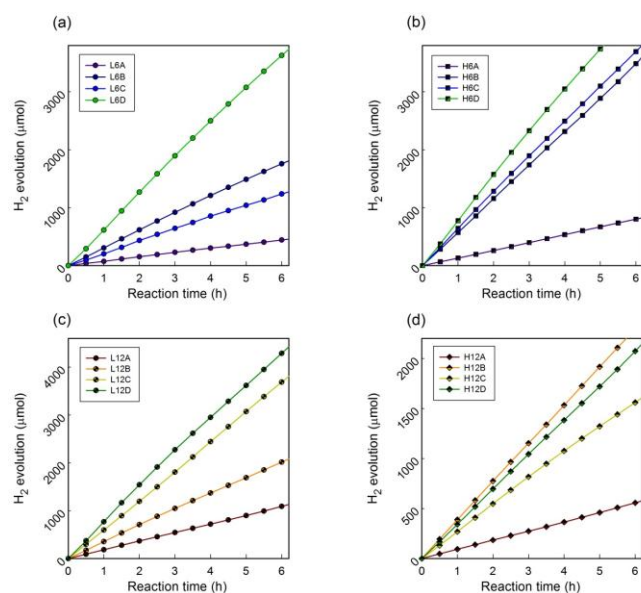 (a)
H2 evolution (μmol)
3000
2000
1000
0
L6A
L6B
L6C
L6D
0 1 2 3 4 5 6
Reaction time (h)
(b)
H2 evolution (μmol)
3000
2000
1000
0
H6A
H6B
H6C
H6D
0 1 2 3 4 5 6
Reaction time (h)
(c)
H2 evolution (μmol)
4000
3000
2000
1000
0
L12A
L12B
L12C
L12D
0 1 2 3 4 5 6
Reaction time (h)
(d)
H2 evolution (μmol)
2000
1500
1000
500
0
H12A
H12B
H12C
H12D
0 1 2 3 4 5 6
Reaction time (h)